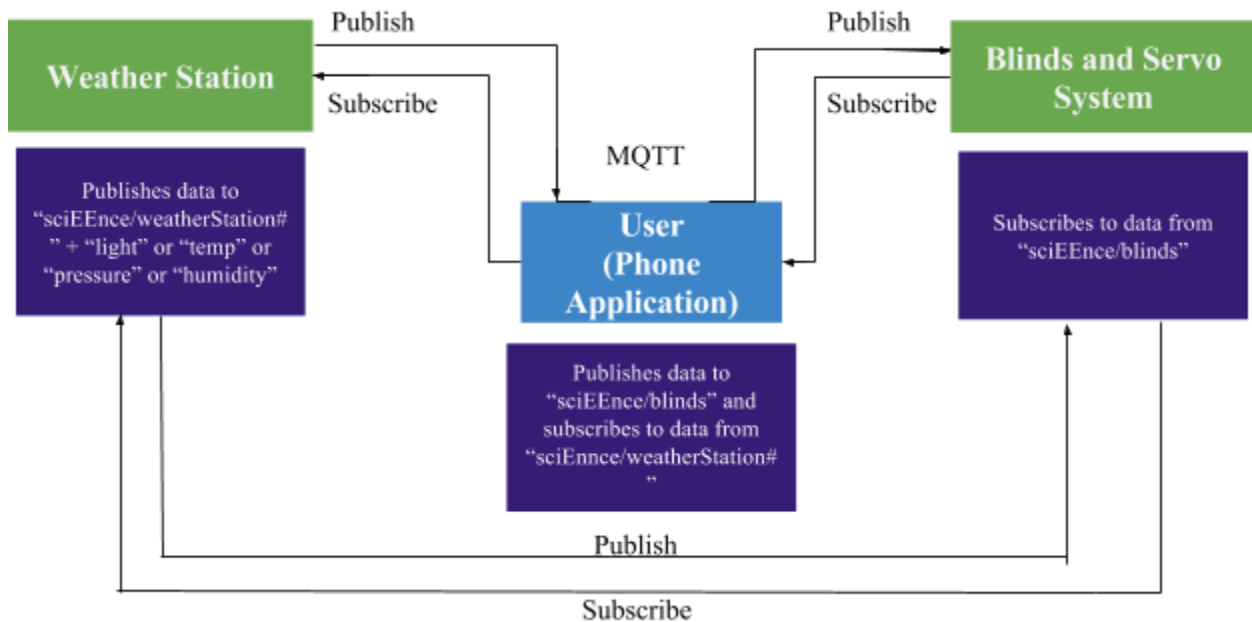 Publish
Publish
Weather Station
Blinds and Servo
System
Subscribe
Subscribe
MQTT
Publishes data to
“sciEEnce/weatherStation#
” + “light” or “temp” or
“pressure” or “humidity”
Subscribes to data from
“sciEEnce/blinds”
User
(Phone
Application)
Publishes data to
“sciEEnce/blinds” and
subscribes to data from
“sciEnnce/weatherStation#
”
Publish
Subscribe